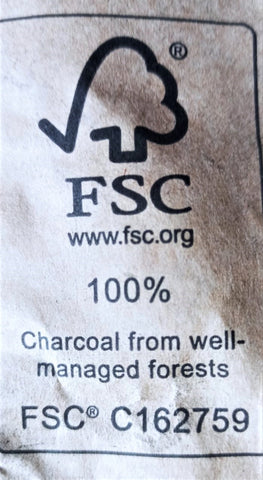 ®
FSC
www.fsc.org
100%
Charcoal from well-
managed forests
FSC® C162759